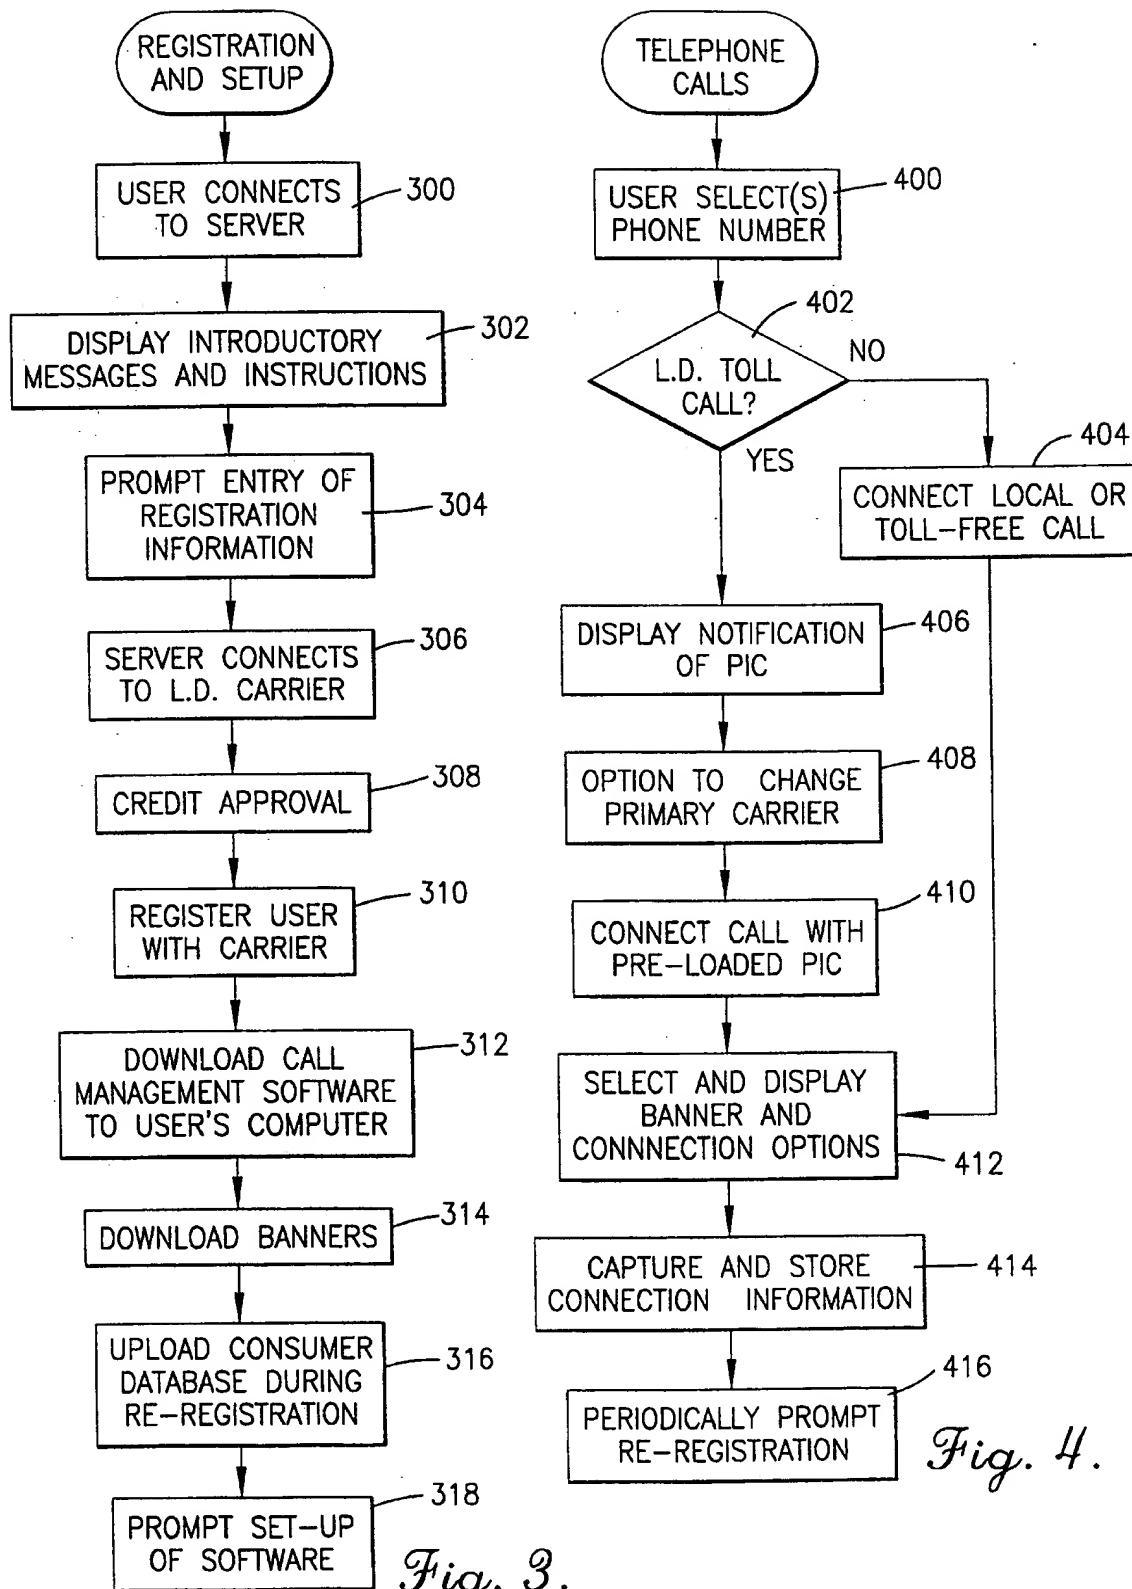 REGISTRATION
AND SETUP
USER CONNECTS
TO SERVER
300
DISPLAY INTRODUCTORY
MESSAGES AND INSTRUCTIONS
302
PROMPT ENTRY OF
REGISTRATION
INFORMATION
304
SERVER CONNECTS
TO L.D. CARRIER
306
CREDIT APPROVAL
308
REGISTER USER
WITH CARRIER
310
DOWNLOAD CALL
MANAGEMENT SOFTWARE
TO USER'S COMPUTER
312
DOWNLOAD BANNERS
314
UPLOAD CONSUMER
DATABASE DURING
RE-REGISTRATION
316
PROMPT SET-UP
OF SOFTWARE
318
Fig. 3.
TELEPHONE
CALLS
USER SELECT(S)
PHONE NUMBER
400
L.D. TOLL
CALL?
402
NO
YES
CONNECT LOCAL OR
TOLL-FREE CALL
404
DISPLAY NOTIFICATION
OF PIC
406
OPTION TO CHANGE
PRIMARY CARRIER
408
CONNECT CALL WITH
PRE-LOADED PIC
410
SELECT AND DISPLAY
BANNER AND
CONNNECTION OPTIONS
412
CAPTURE AND STORE
CONNECTION INFORMATION
414
PERIODICALLY PROMPT
RE-REGISTRATION
416
Fig. 4.